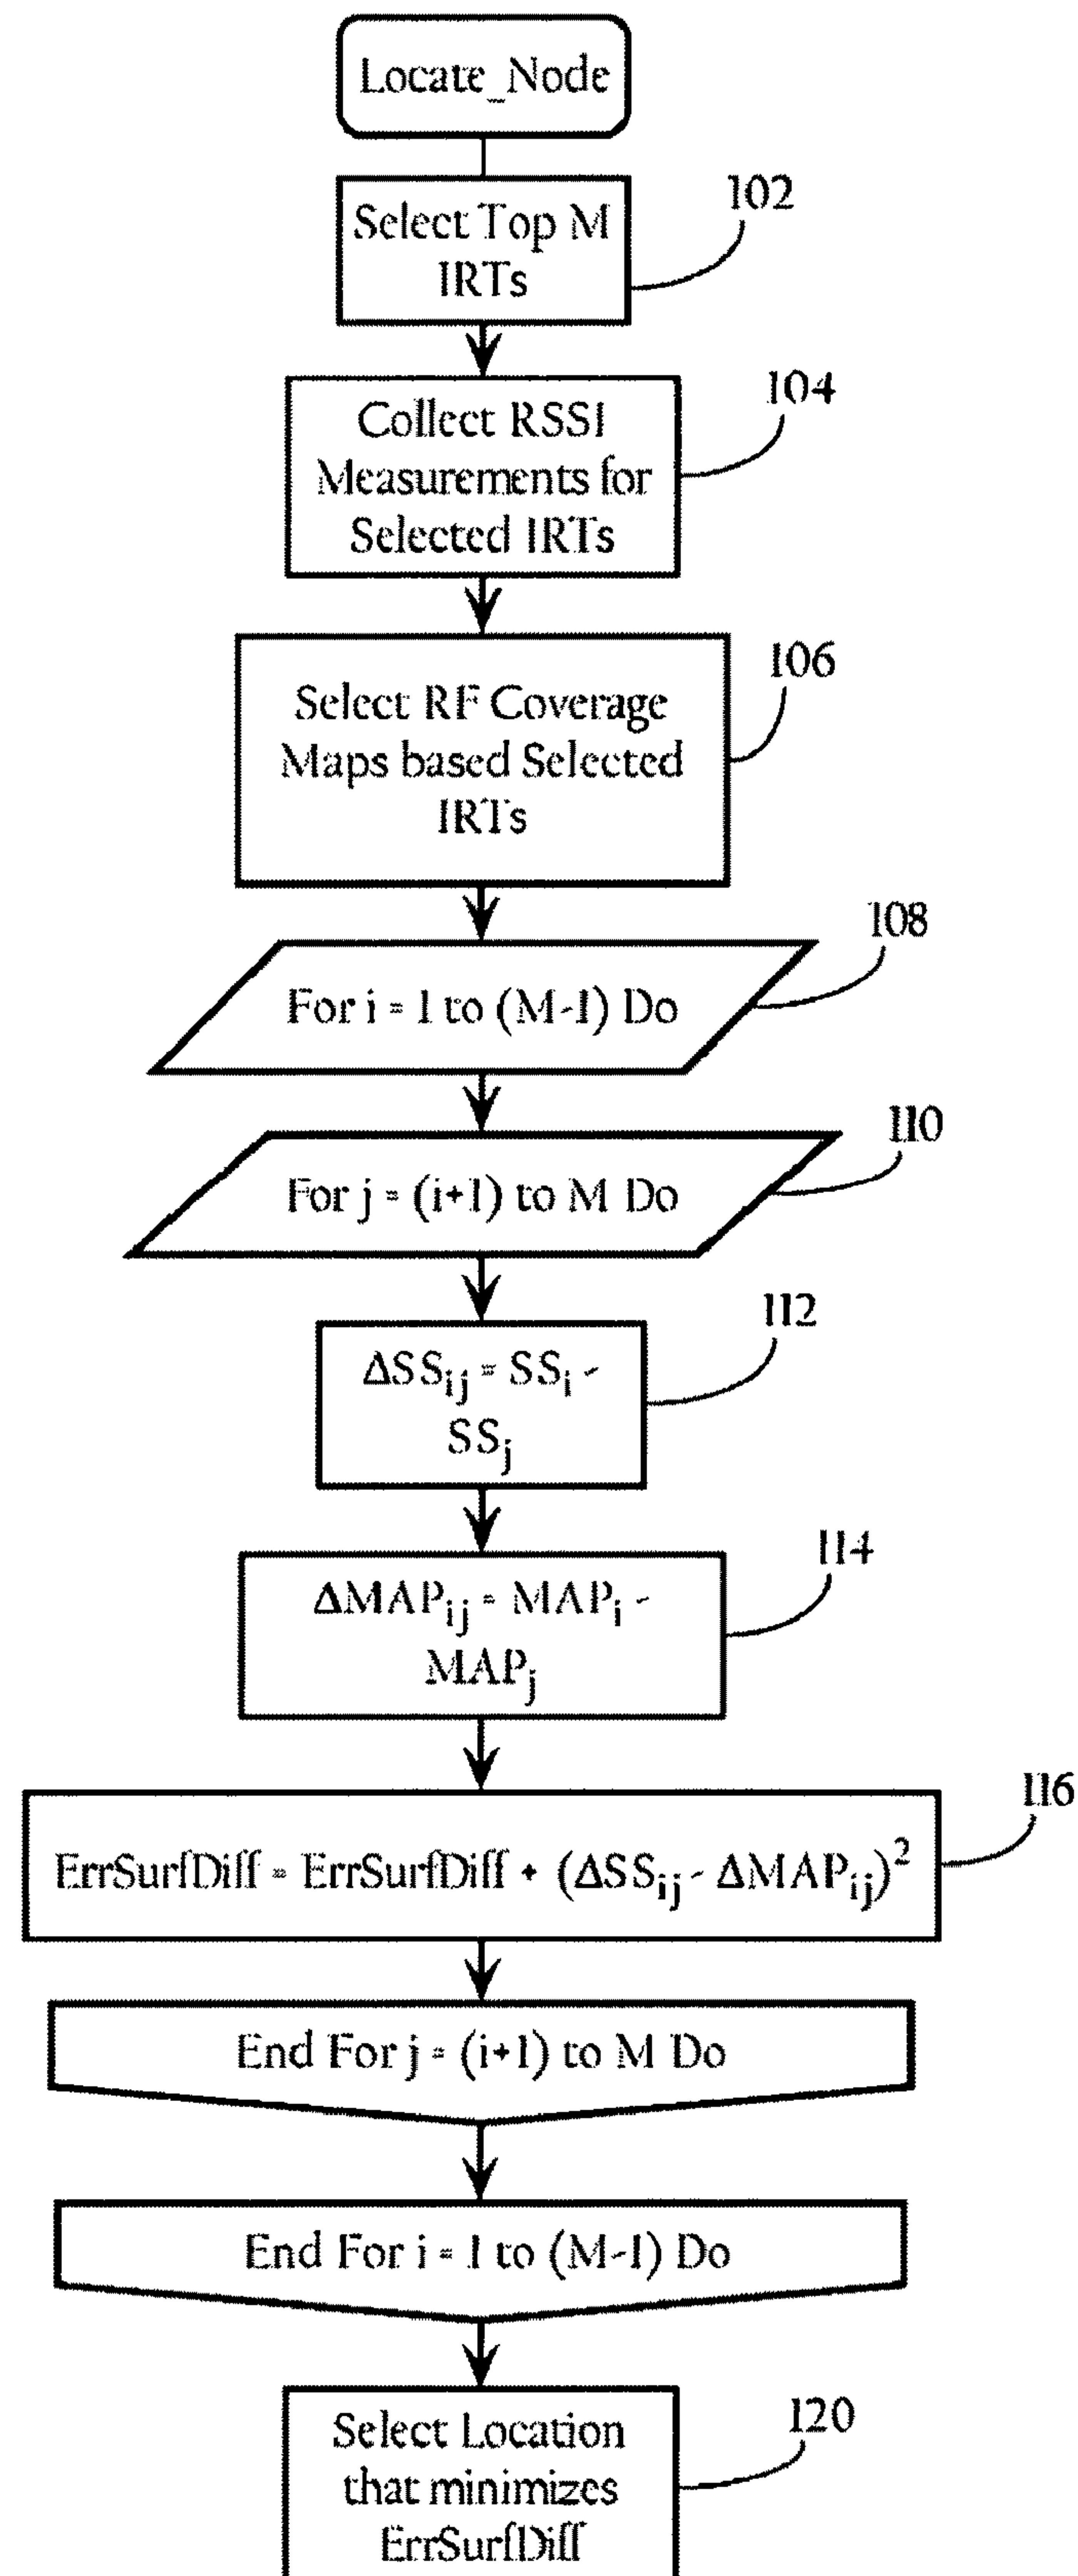 Locate_Node
Select Top M
IRTs
102
Collect RSSI
Measurements for
Selected IRTs
104
Select RF Coverage
Maps based Selected
IRTs
106
For i = 1 to (M-1) Do
108
For j = (i+1) to M Do
110
ΔSSij = SSi -
SSj
112
ΔMAPij = MAPi -
MAPj
114
ErrSurfDiff = ErrSurfDiff + (ΔSSij - ΔMAPij)²
116
End For j = (i+1) to M Do
End For i = 1 to (M-1) Do
Select Location
that minimizes
ErrSurfDiff
120